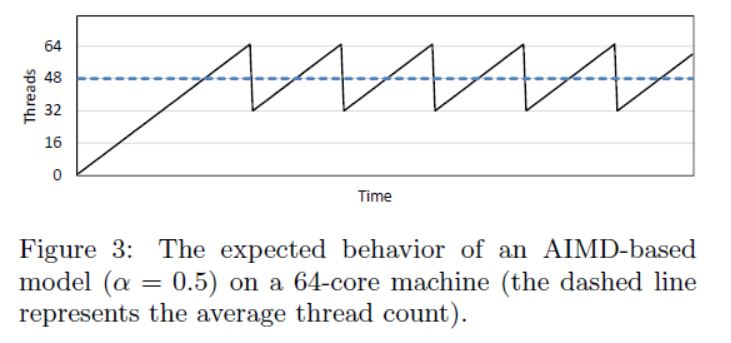 64
48
32
16
0
Threads
Time
Figure 3: The expected behavior of an AIMD-based
model (α = 0.5) on a 64-core machine (the dashed line
represents the average thread count).